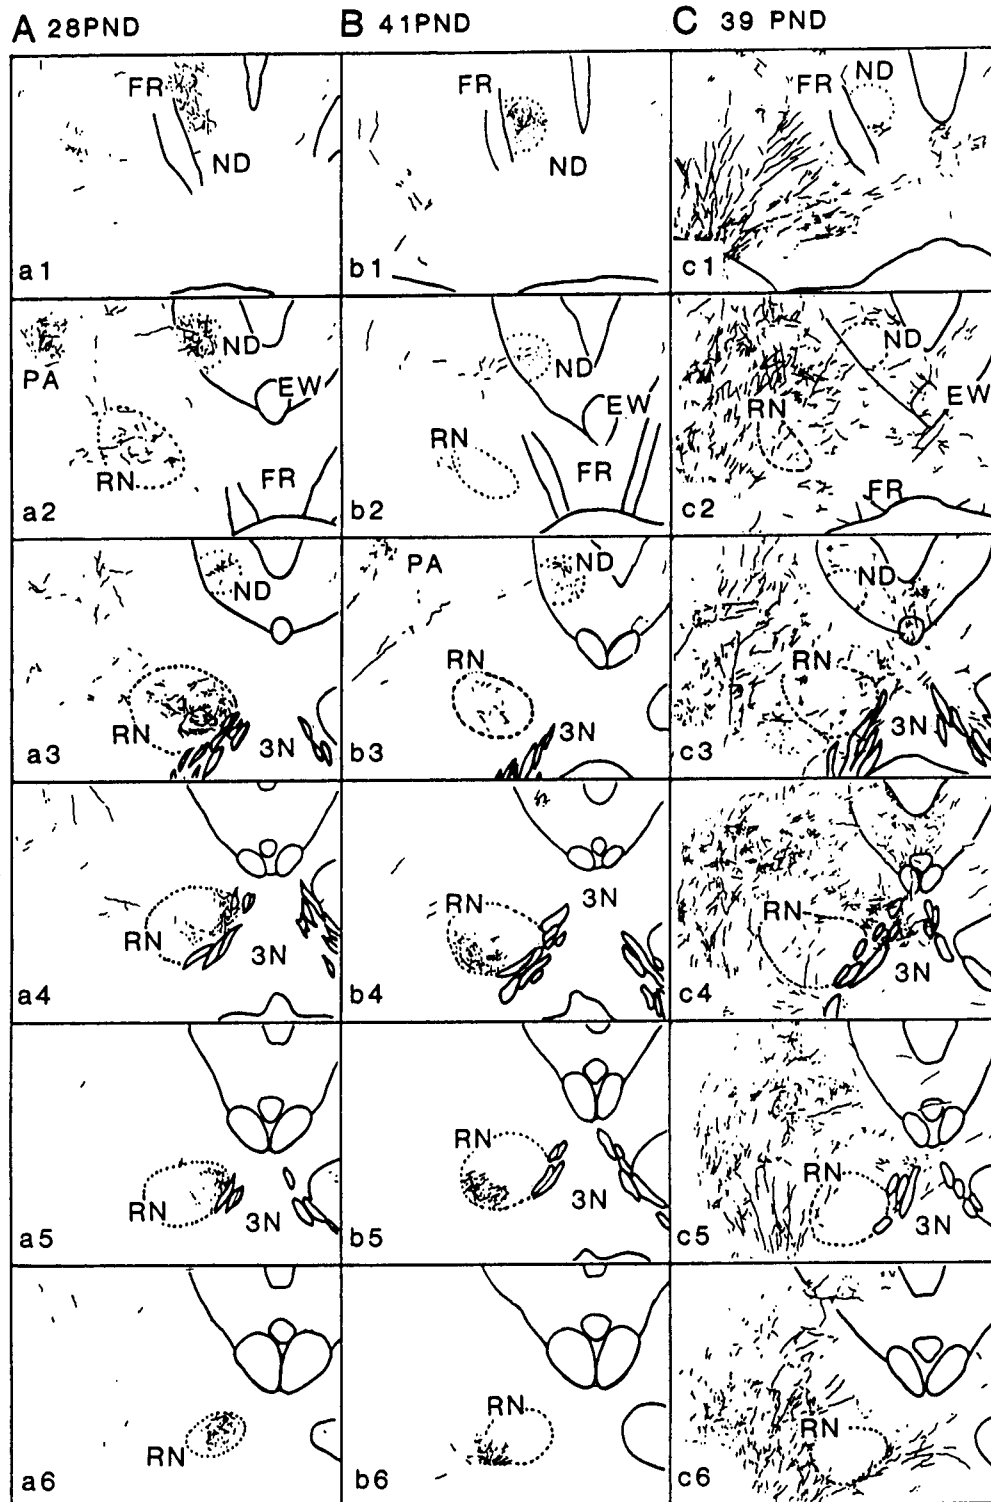 A 28PND B 41PND C 39 PND
FR ND a1
FR ND b1
FR ND c1
PA ND EW RN FR a2
ND EW RN FR b2
ND RN EW FR c2
ND RN 3N a3
PA ND RN 3N b3
ND RN 3N c3
RN 3N a4
3N RN b4
RN 3N c4
RN 3N a5
RN 3N b5
RN 3N c5
RN a6
RN b6
RN c6